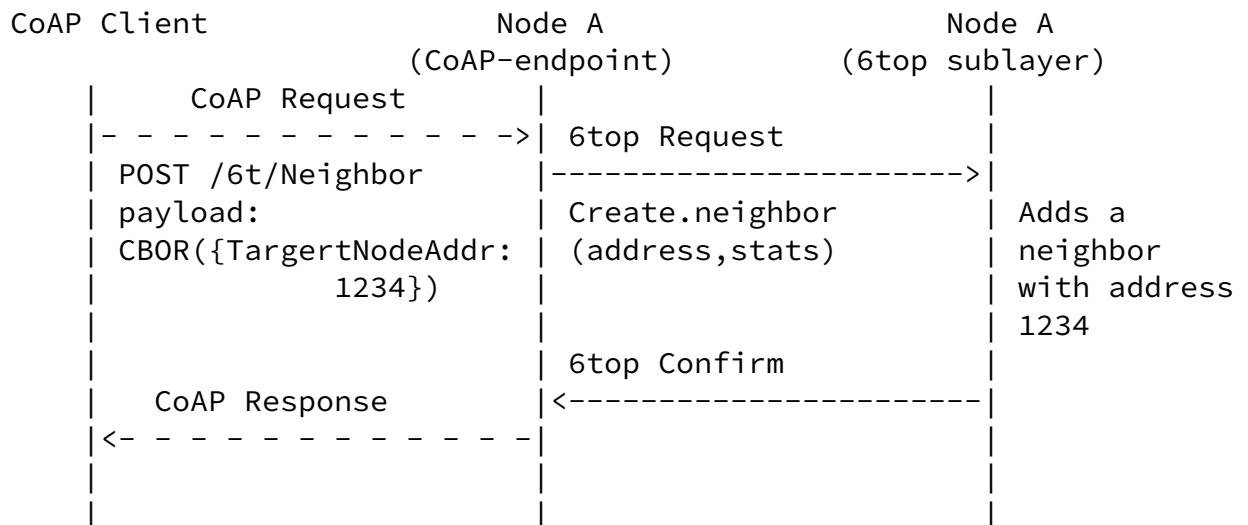 CoAP Client Node A Node A
(CoAP-endpoint) (6top sublayer)
CoAP Request
6top Request
POST /6t/Neighbor
payload: Create.neighbor Adds a
CBOR({TargertNodeAddr: (address,stats) neighbor
1234}) with address
1234
6top Confirm
CoAP Response